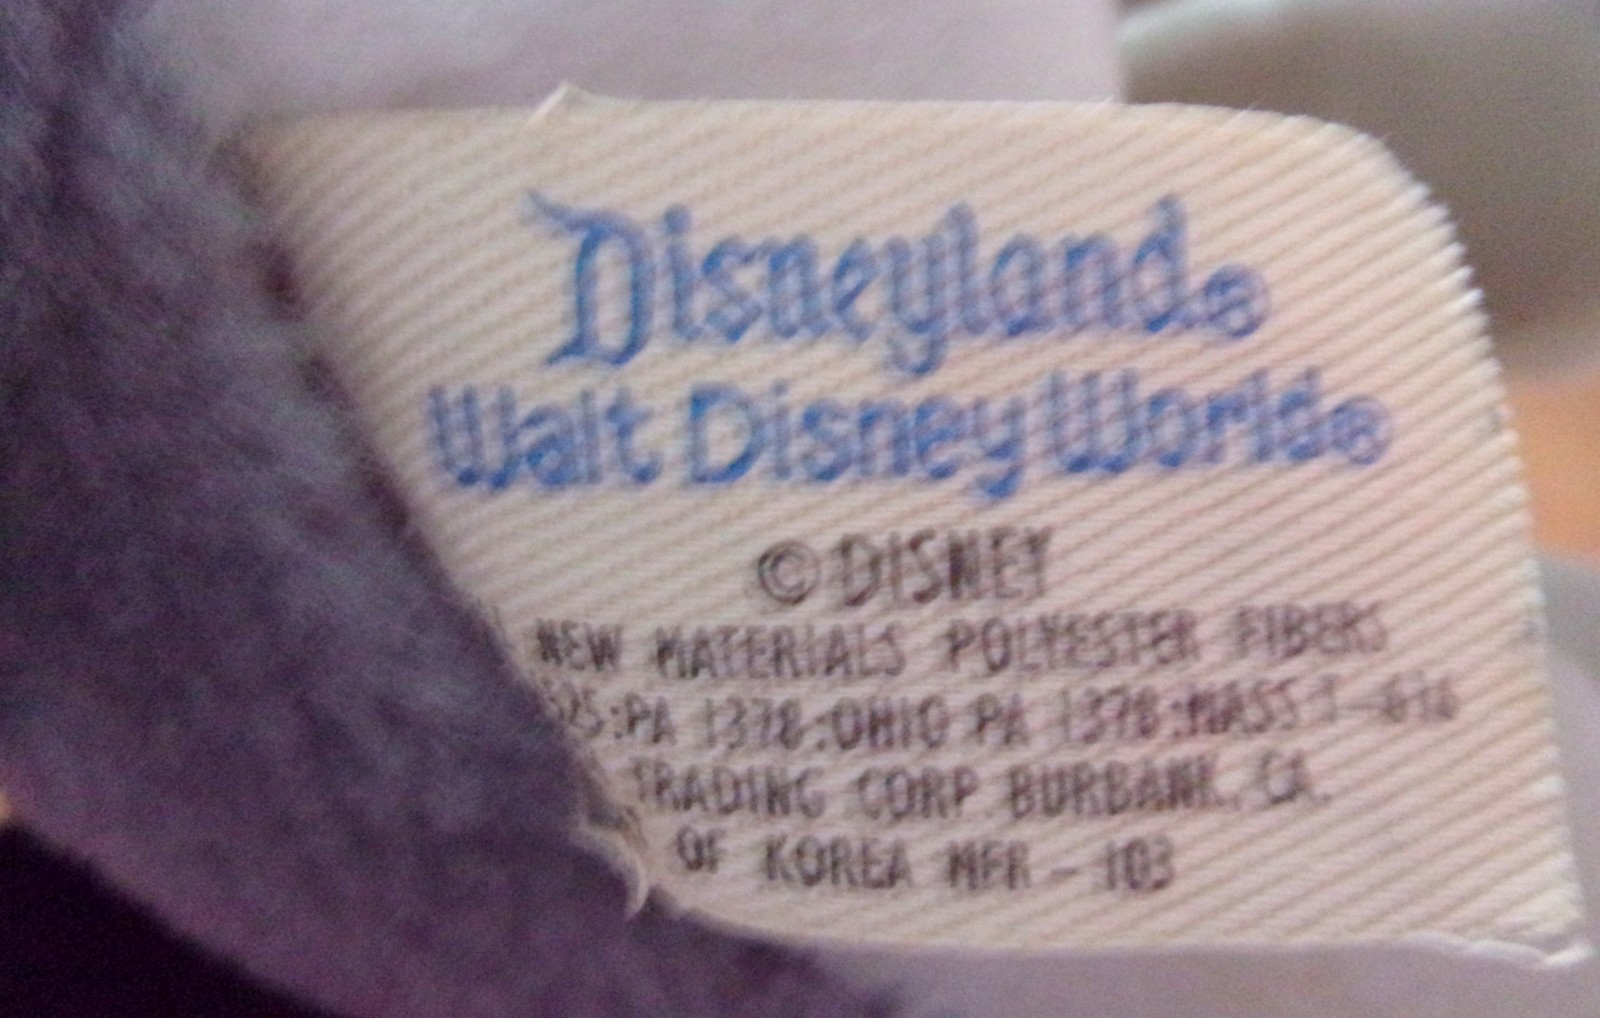 Disneyland®
Walt Disney World®
© DISNEY
NEW MATERIALS POLYESTER FIBERS
:PA 1378:OHIO PA 1378:MASS T-
TRADING CORP BURBANK, CA.
OF KOREA MFR - 103